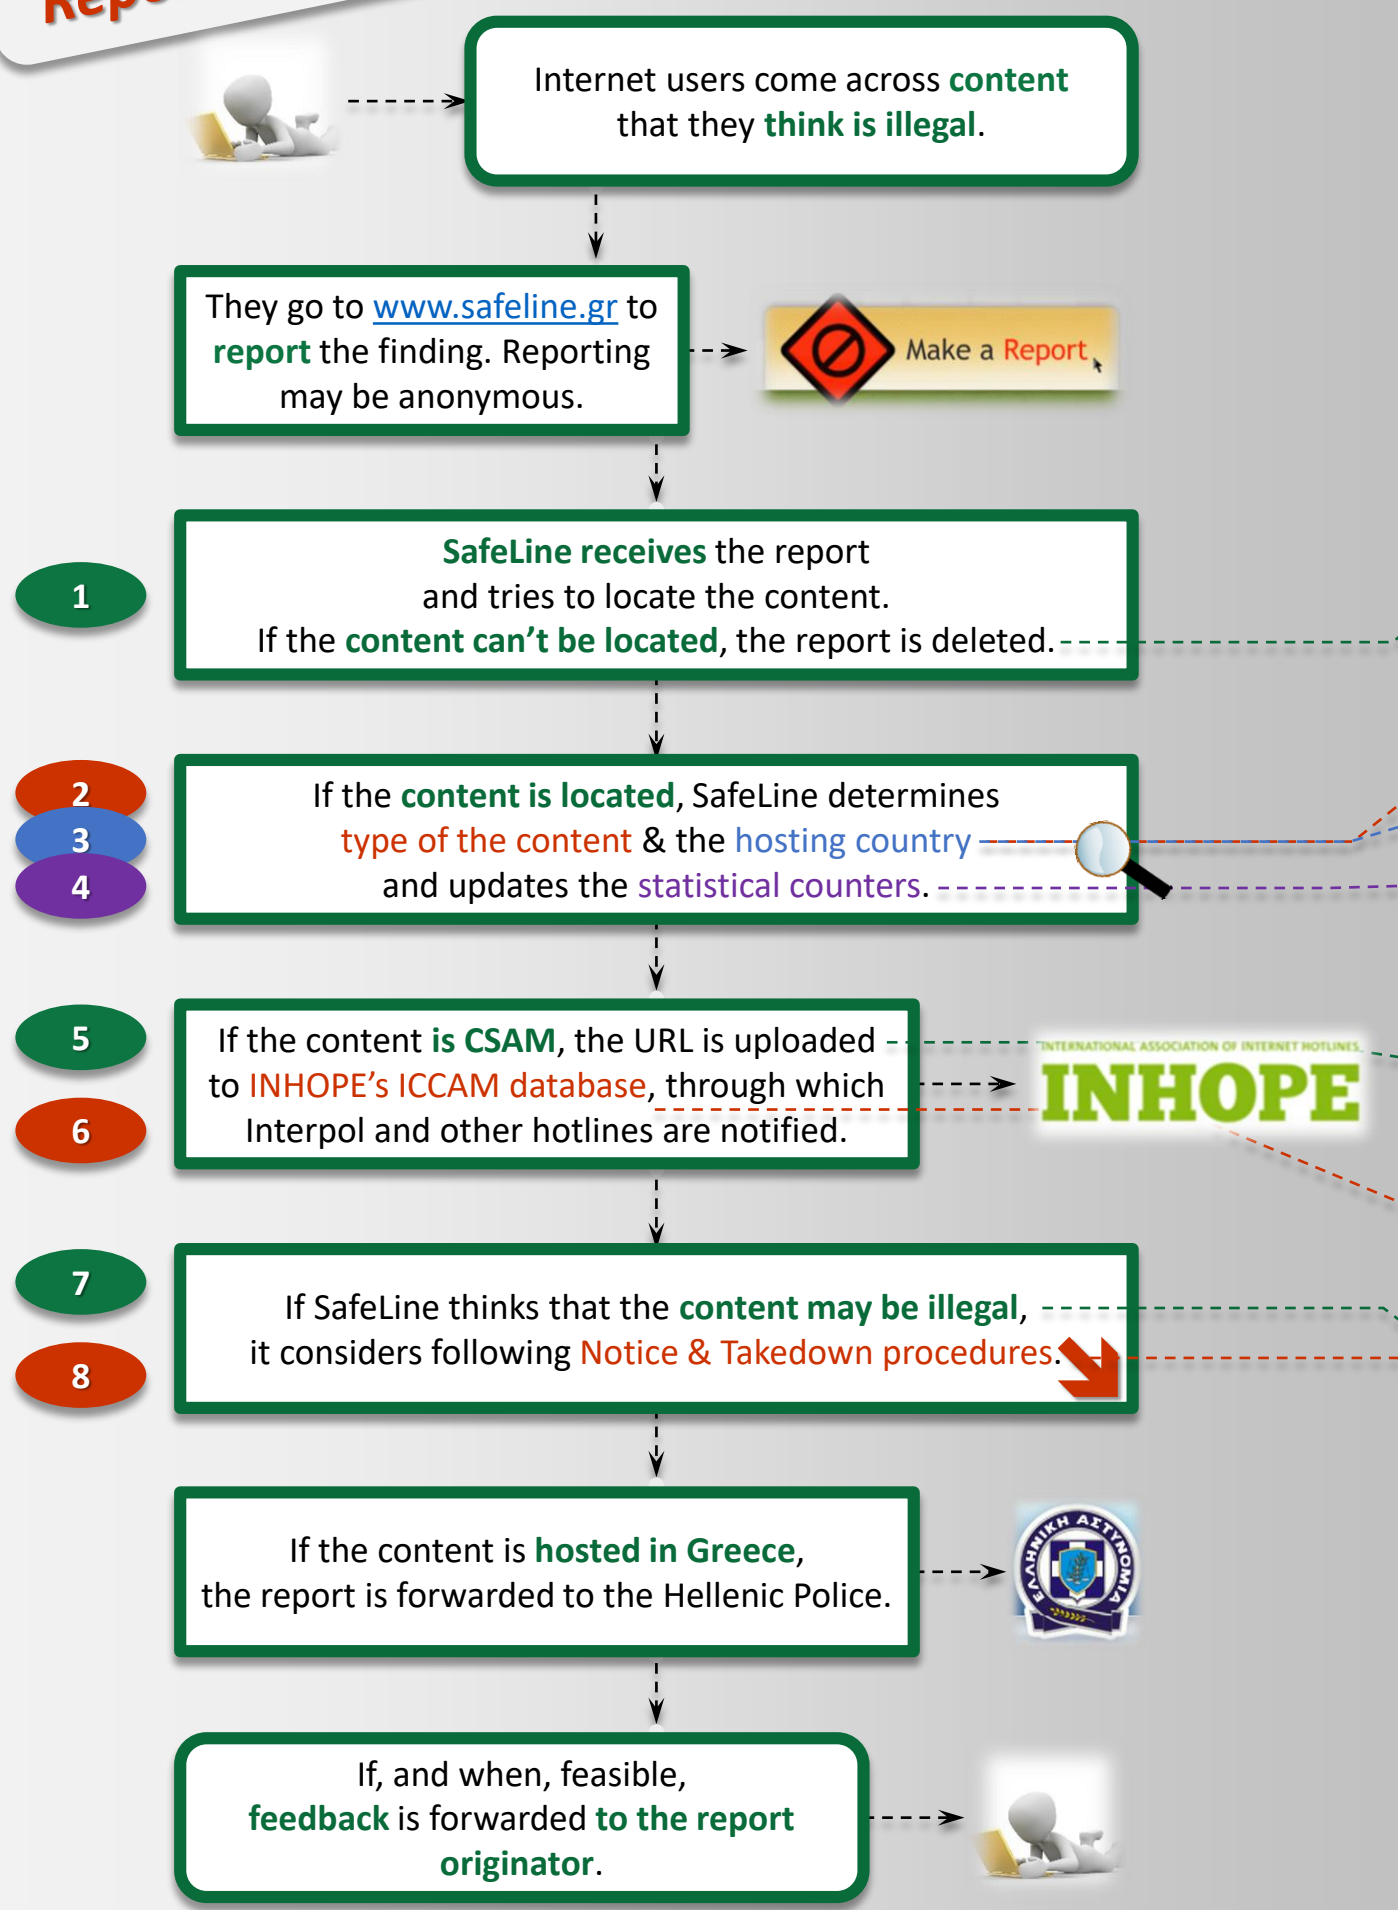 Internet users come across content
that they think is illegal.
They go to www.safeline.gr to
report the finding. Reporting
may be anonymous.
Make a Report
SafeLine receives the report
and tries to locate the content.
If the content can’t be located, the report is deleted.
1
If the content is located, SafeLine determines
type of the content & the hosting country
and updates the statistical counters.
2
3
4
If the content is CSAM, the URL is uploaded
to INHOPE’s ICCAM database, through which
Interpol and other hotlines are notified.
5
6
INTERNATIONAL ASSOCIATION OF INTERNET HOTLINES
INHOPE
If SafeLine thinks that the content may be illegal,
it considers following Notice & Takedown procedures.
7
8
If the content is hosted in Greece,
the report is forwarded to the Hellenic Police.
ΕΛΛΗΝΙΚΗ ΑΣΤΥΝΟΜΙΑ
If, and when, feasible,
feedback is forwarded to the report
originator.